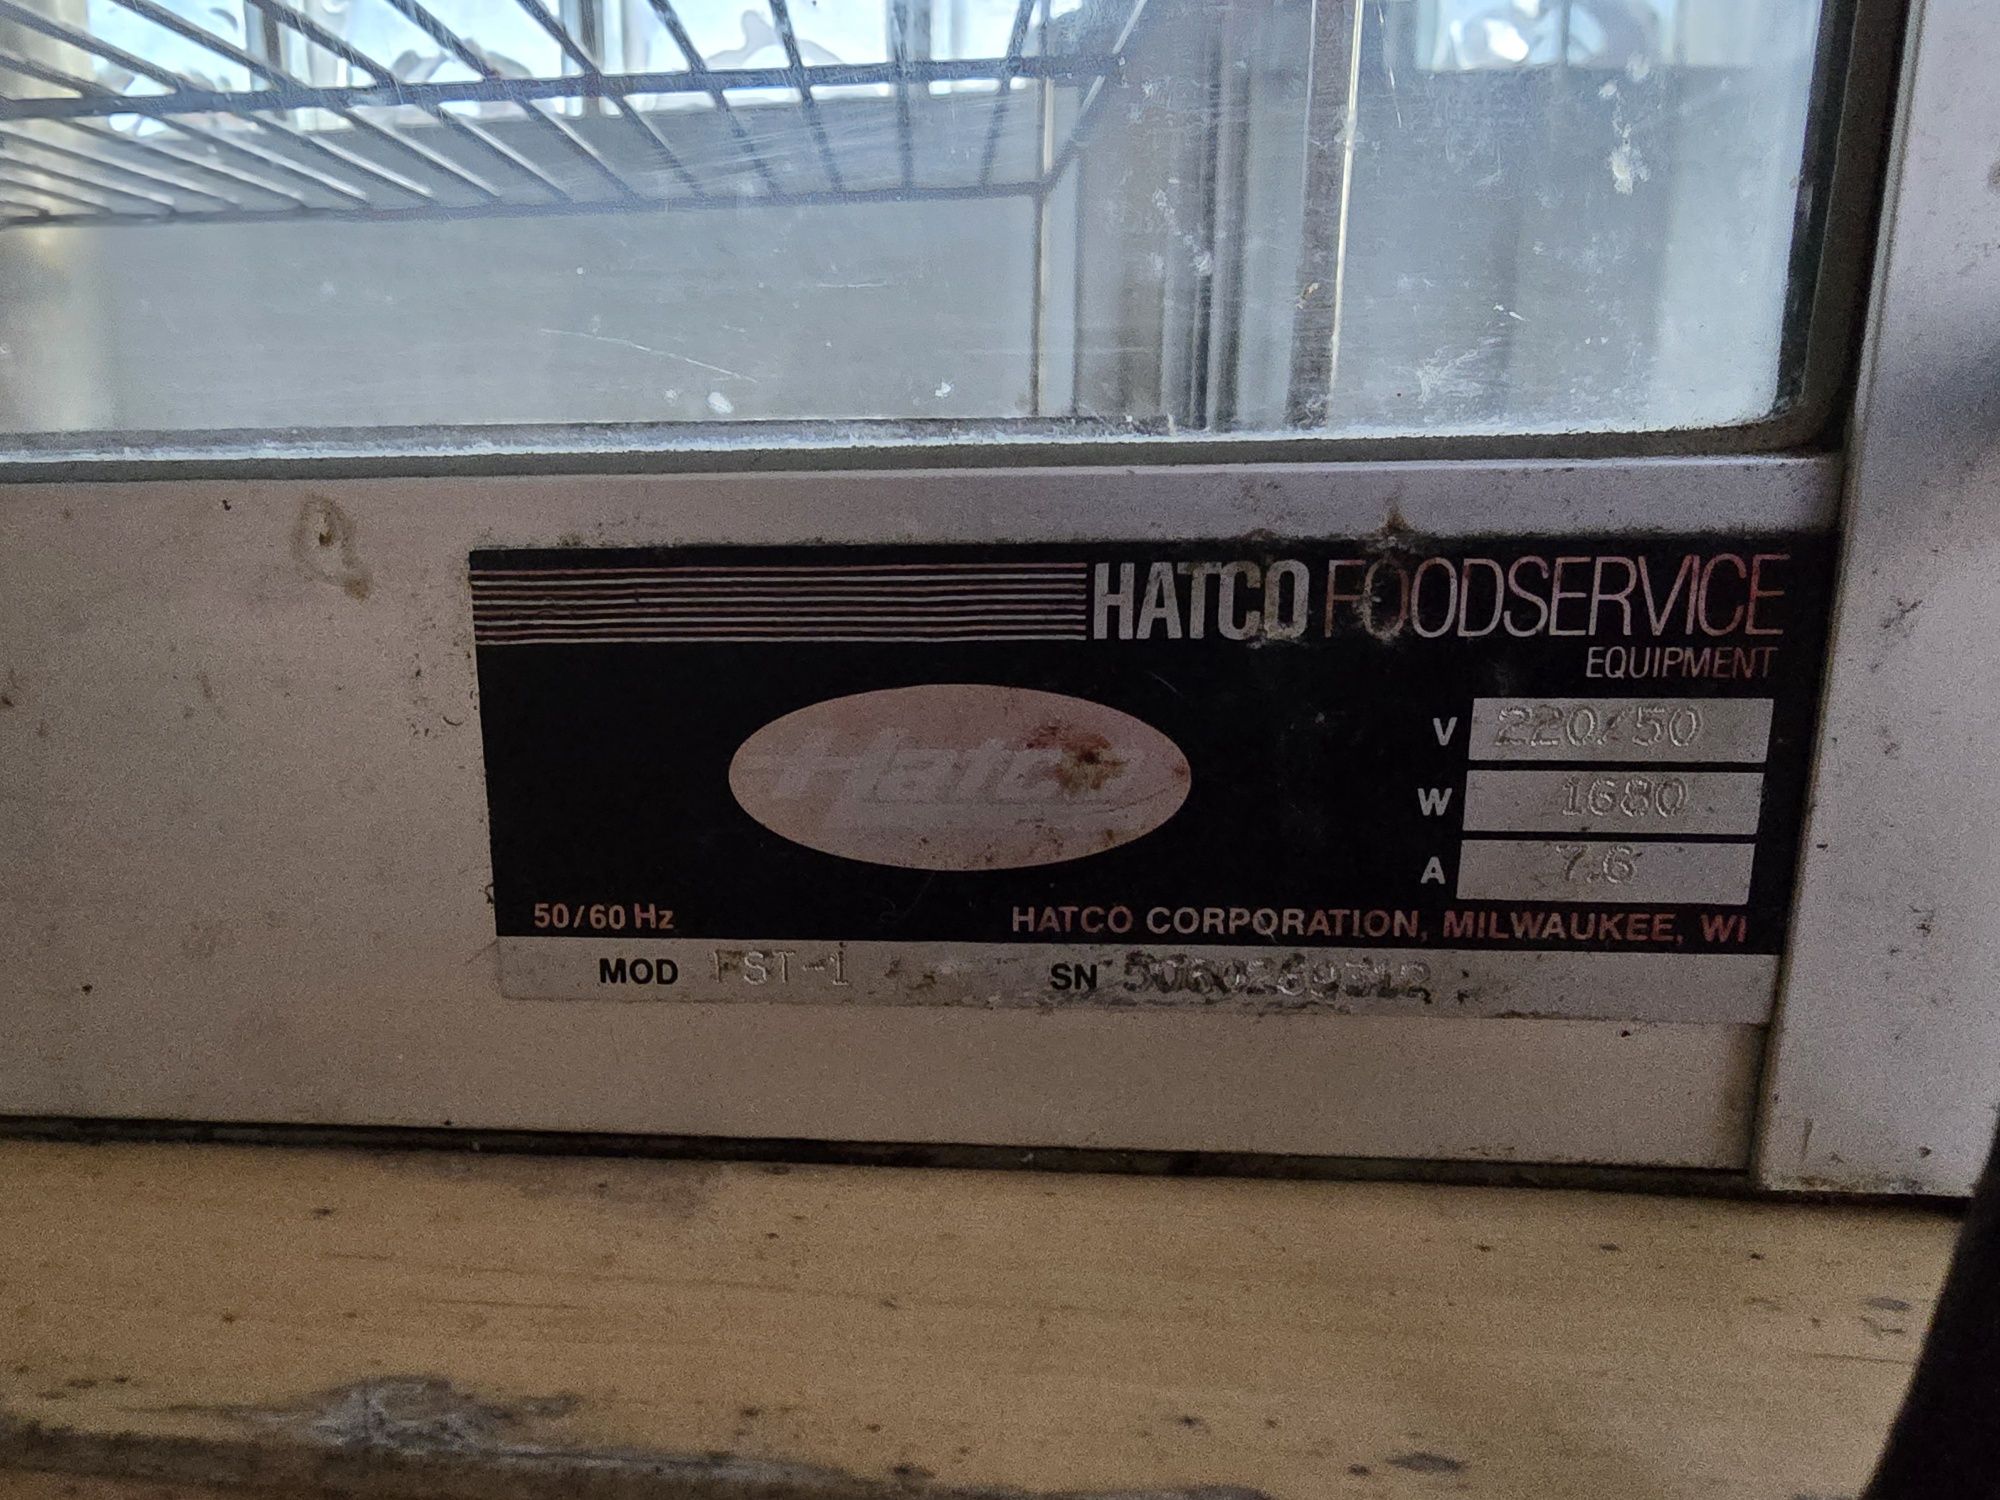 HATCO FOODSERVICE
EQUIPMENT
Hatco
V 220/50
W 1680
A 7.6
50/60 Hz
HATCO CORPORATION, MILWAUKEE, WI
MOD FST-1
SN